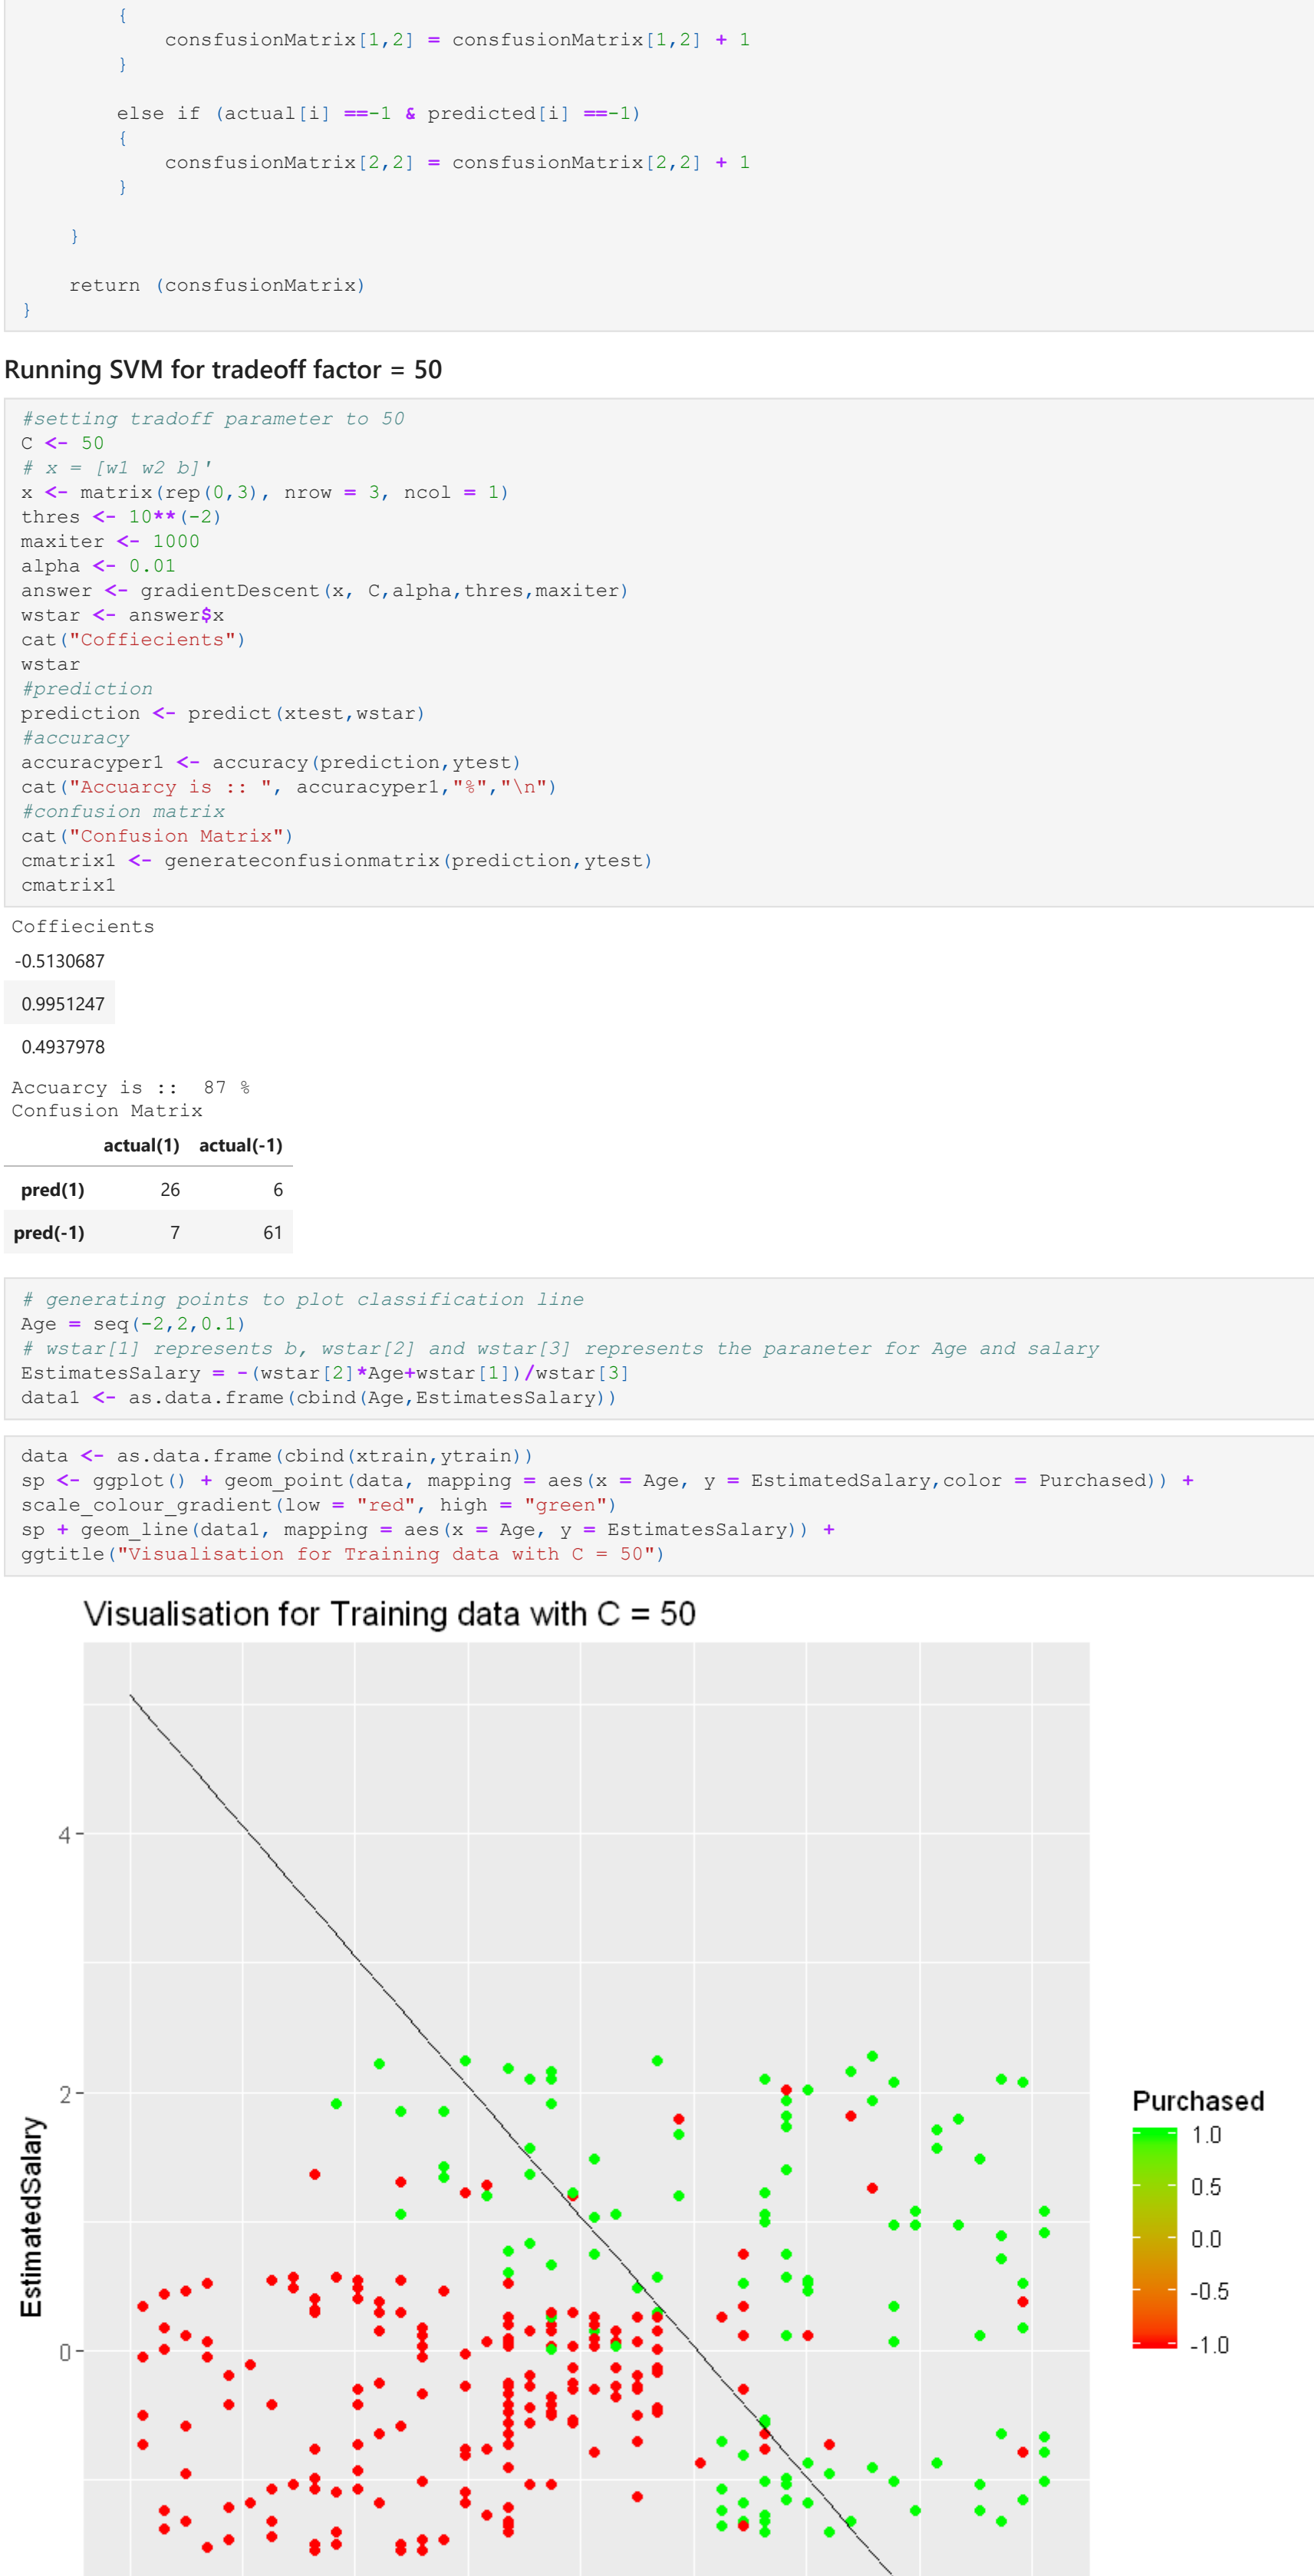 {
consfusionMatrix[1,2] = consfusionMatrix[1,2] + 1
}
else if (actual[i] ==-1 & predicted[i] ==-1)
{
consfusionMatrix[2,2] = consfusionMatrix[2,2] + 1
}
}
return (consfusionMatrix)
}
Running SVM for tradeoff factor = 50
#setting tradoff parameter to 50
C <- 50
# x = [w1 w2 b]'
x <- matrix(rep(0,3), nrow = 3, ncol = 1)
thres <- 10**(-2)
maxiter <- 1000
alpha <- 0.01
answer <- gradientDescent(x, C,alpha,thres,maxiter)
wstar <- answer$x
cat("Coffiecients")
wstar
#prediction
prediction <- predict(xtest,wstar)
#accuracy
accuracyper1 <- accuracy(prediction,ytest)
cat("Accuarcy is :: ", accuracyper1,"%","\n")
#confusion matrix
cat("Confusion Matrix")
cmatrix1 <- generateconfusionmatrix(prediction,ytest)
cmatrix1
Coffiecients
-0.5130687
0.9951247
0.4937978
Accuarcy is :: 87 %
Confusion Matrix
actual(1) actual(-1)
pred(1) 26 6
pred(-1) 7 61
# generating points to plot classification line
Age = seq(-2,2,0.1)
# wstar[1] represents b, wstar[2] and wstar[3] represents the paraneter for Age and salary
EstimatesSalary = -(wstar[2]*Age+wstar[1])/wstar[3]
data1 <- as.data.frame(cbind(Age,EstimatesSalary))
data <- as.data.frame(cbind(xtrain,ytrain))
sp <- ggplot() + geom_point(data, mapping = aes(x = Age, y = EstimatedSalary,color = Purchased)) +
scale_colour_gradient(low = "red", high = "green")
sp + geom_line(data1, mapping = aes(x = Age, y = EstimatesSalary)) +
ggtitle("Visualisation for Training data with C = 50")
Visualisation for Training data with C = 50
4
2
0
EstimatedSalary
Purchased
1.0
0.5
0.0
-0.5
-1.0